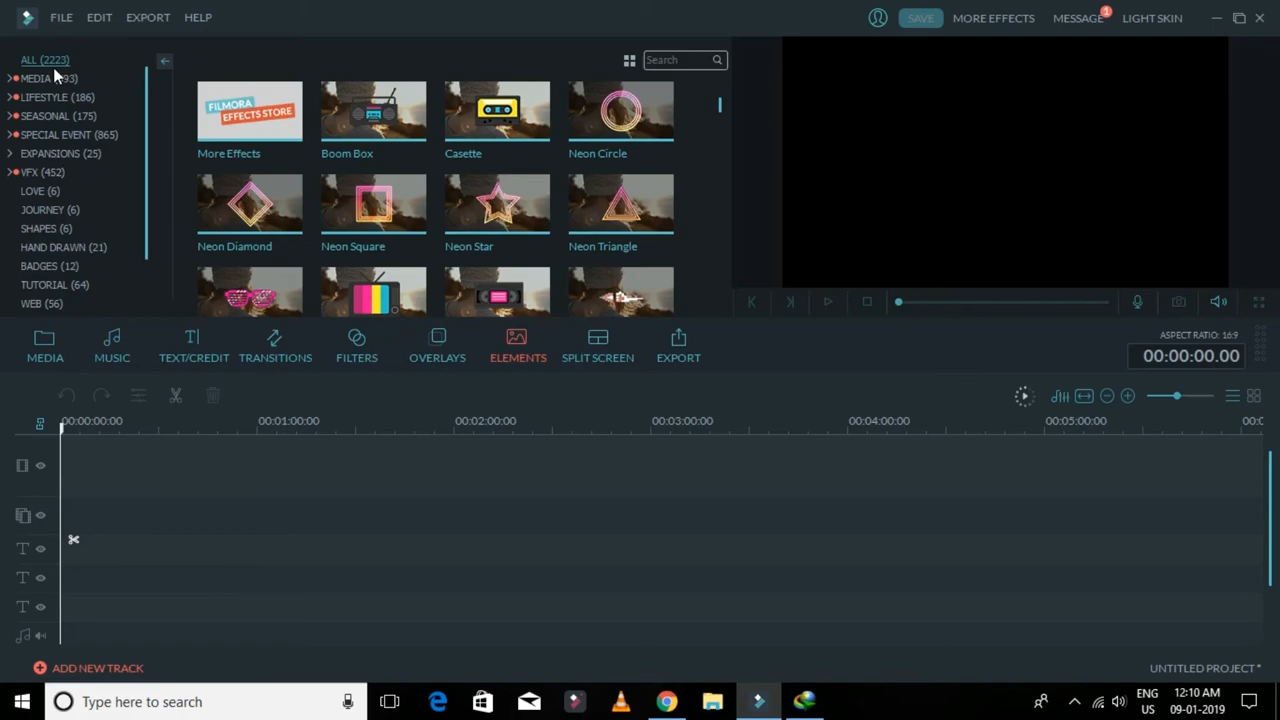 FILE EDIT EXPORT HELP
SAVE MORE EFFECTS MESSAGE 1 LIGHT SKIN
ALL (2223)
MEDIA 93)
LIFESTYLE (186)
SEASONAL (175)
SPECIAL EVENT (865)
EXPANSIONS (25)
VFX (452)
LOVE (6)
JOURNEY (6)
SHAPES (6)
HAND DRAWN (21)
BADGES (12)
TUTORIAL (64)
WEB (56)
Search
FILMORA
EFFECTS STORE
More Effects Boom Box Casette Neon Circle
Neon Diamond Neon Square Neon Star Neon Triangle
MEDIA MUSIC TEXT/CREDIT TRANSITIONS FILTERS OVERLAYS ELEMENTS SPLIT SCREEN EXPORT
ASPECT RATIO: 16:9
00:00:00.00
00:00:00:00 00:01:00:00 00:02:00:00 00:03:00:00 00:04:00:00 00:05:00:00 00:0
T
T
T
ADD NEW TRACK
UNTITLED PROJECT *
Type here to search
ENG
US
12:10 AM
09-01-2019